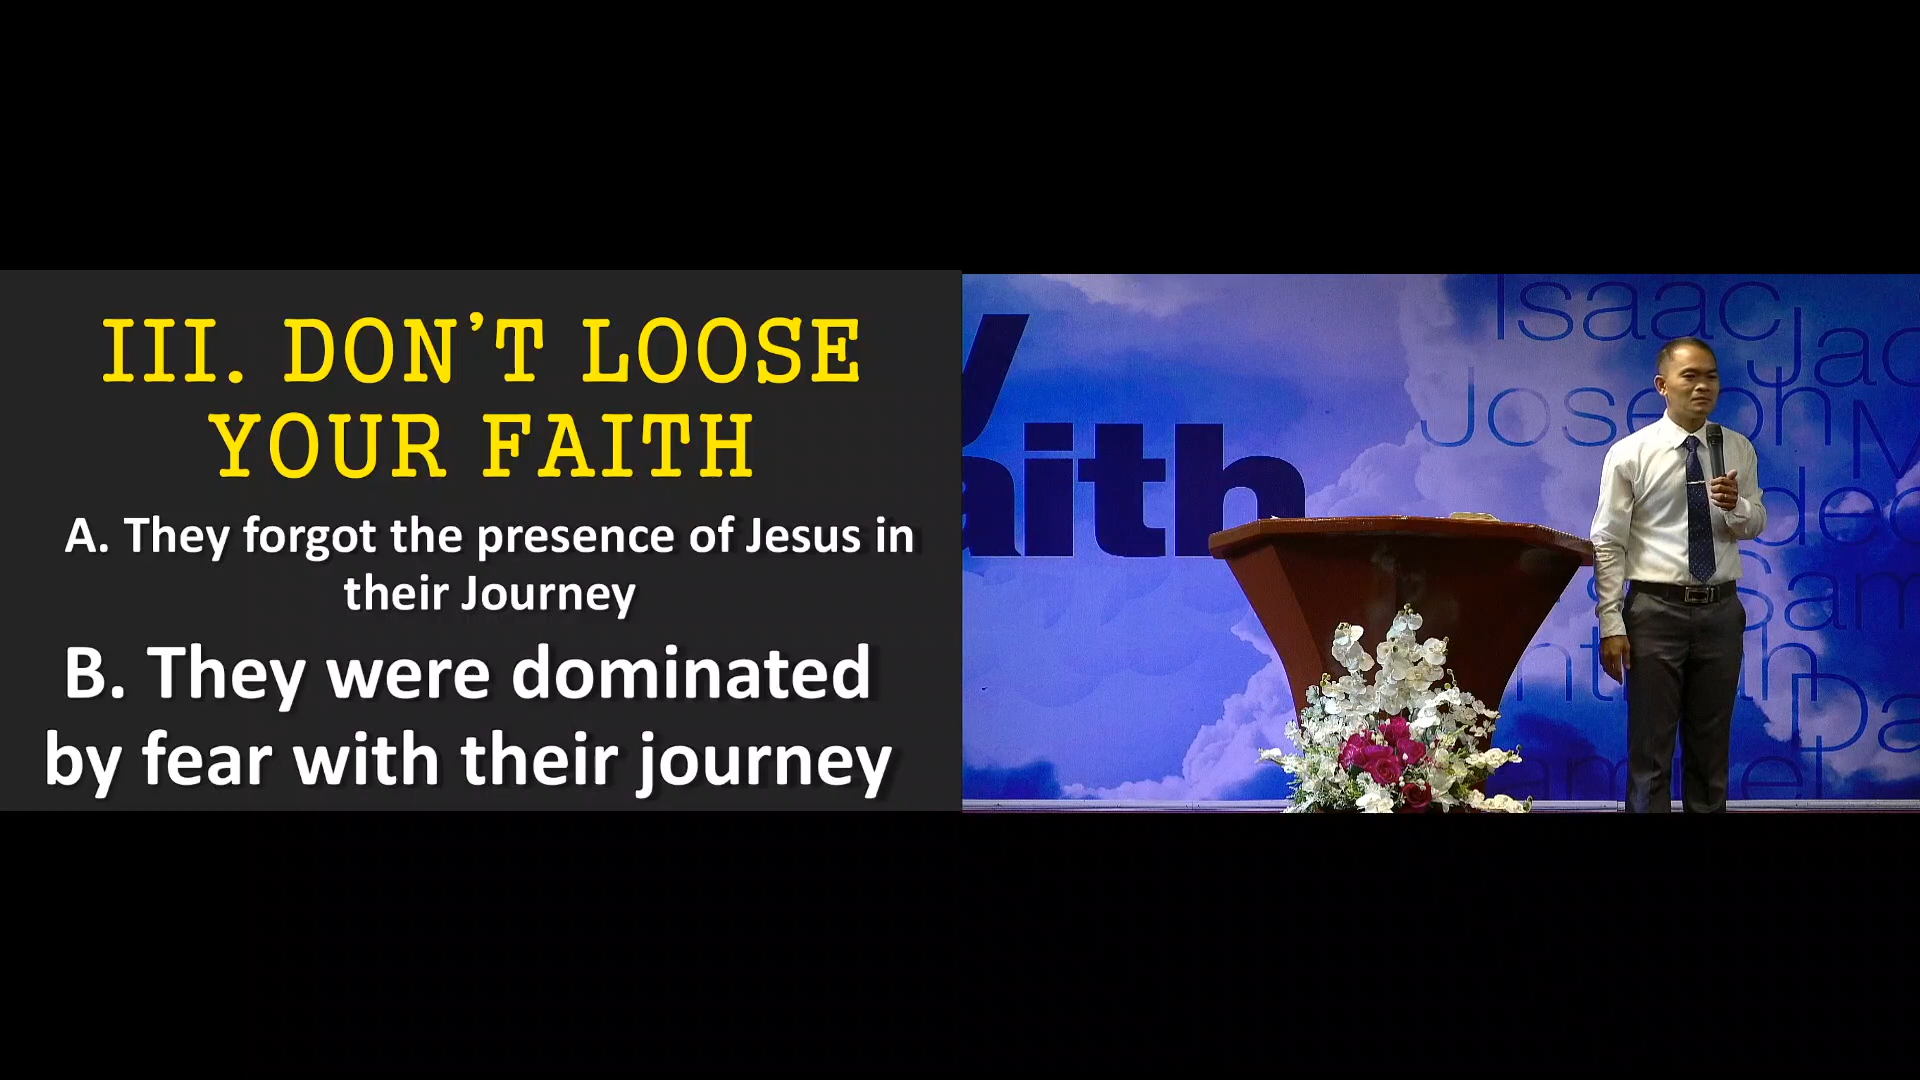 III. DON'T LOOSE
YOUR FAITH
A. They forgot the presence of Jesus in
their Journey
B. They were dominated
by fear with their journey
Isaac
Joseph